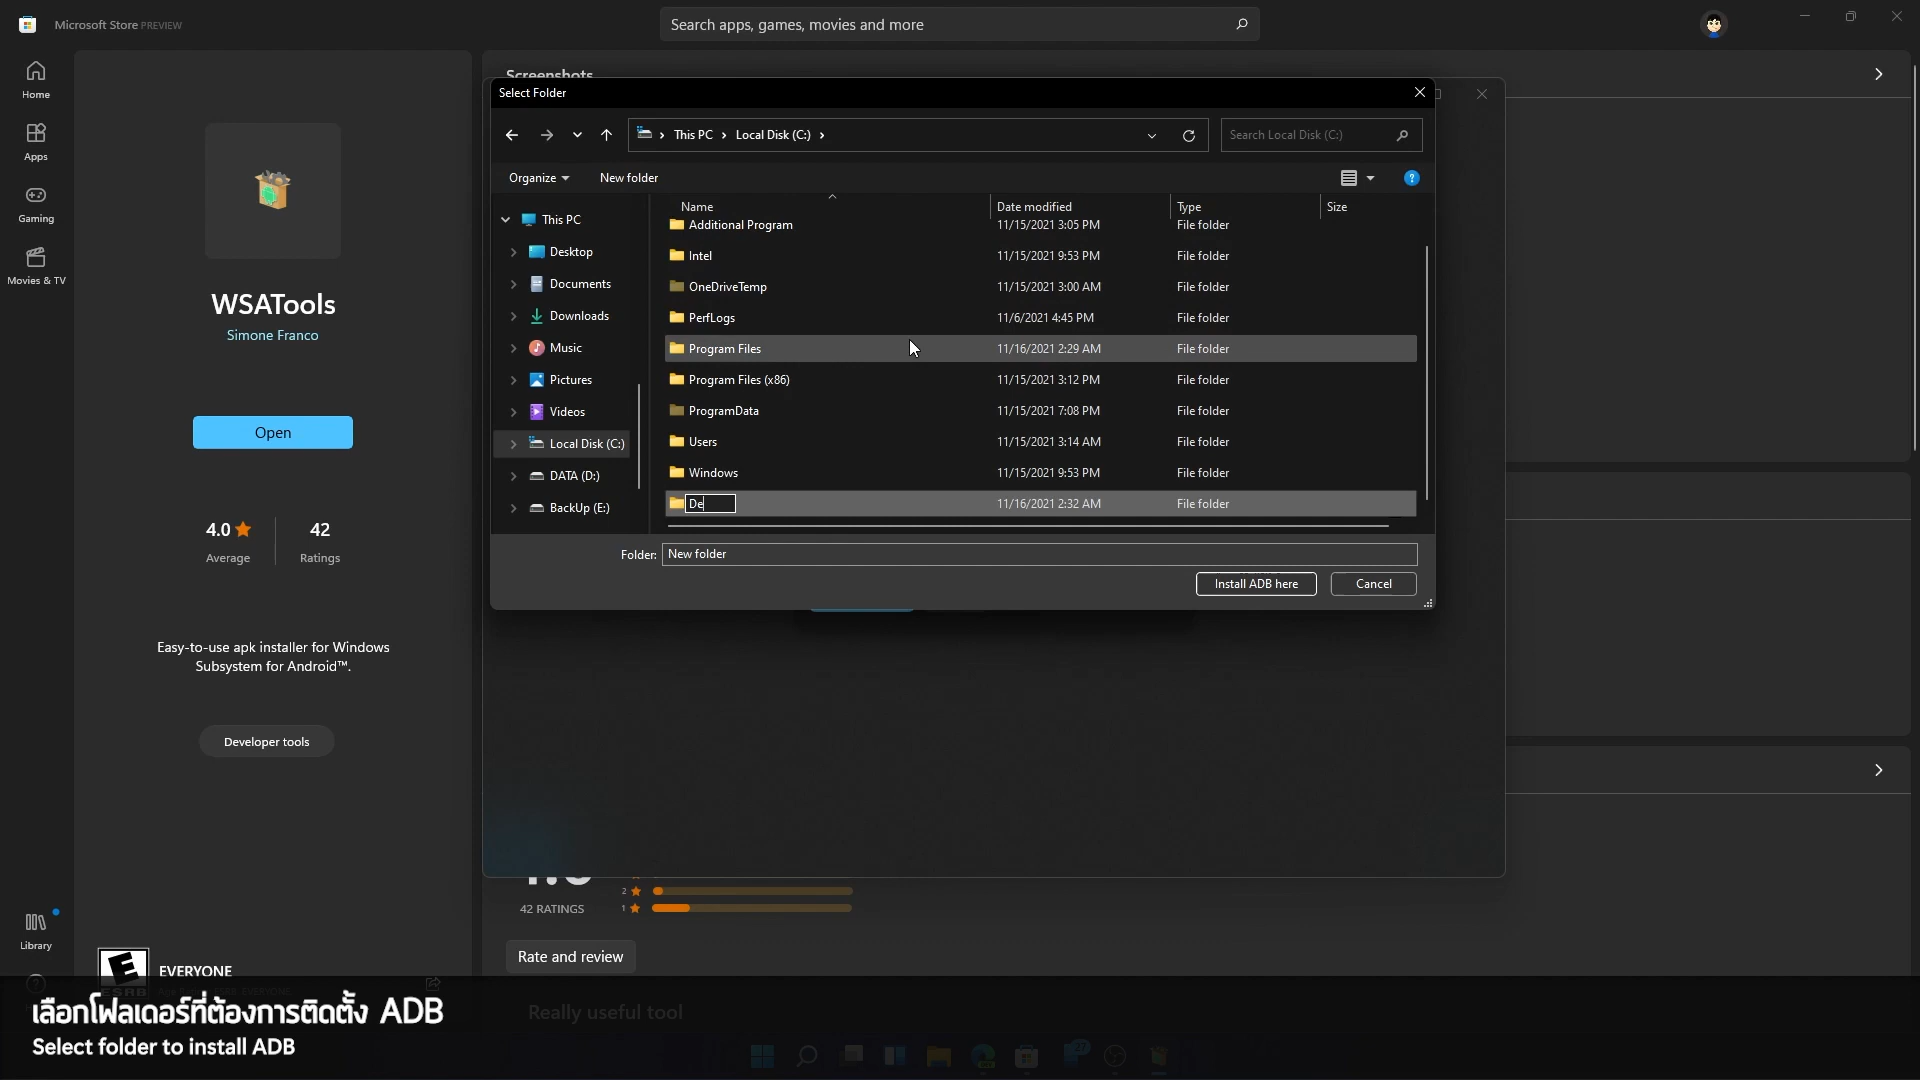 Microsoft Store PREVIEW
Search apps, games, movies and more
Home
Apps
Gaming
Movies & TV
Library
WSATools
Simone Franco
Open
4.0
Average
42
Ratings
Easy-to-use apk installer for Windows
Subsystem for Android™.
Developer tools
E
ESRB
EVERYONE
Screenshots
Select Folder
This PC
Local Disk (C:)
Search Local Disk (C:)
Organize
New folder
This PC
Desktop
Documents
Downloads
Music
Pictures
Videos
Local Disk (C:)
DATA (D:)
BackUp (E:)
Name Date modified Type Size
Additional Program 11/15/2021 3:05 PM File folder
Intel 11/15/2021 9:53 PM File folder
OneDriveTemp 11/15/2021 3:00 AM File folder
PerfLogs 11/6/2021 4:45 PM File folder
Program Files 11/16/2021 2:29 AM File folder
Program Files (x86) 11/15/2021 3:12 PM File folder
ProgramData 11/15/2021 7:08 PM File folder
Users 11/15/2021 3:14 AM File folder
Windows 11/15/2021 9:53 PM File folder
De 11/16/2021 2:32 AM File folder
Folder: New folder
Install ADB here
Cancel
2
1
42 RATINGS
Rate and review
Really useful tool
เลือกโฟลเดอร์ที่ต้องการติดตั้ง ADB
Select folder to install ADB